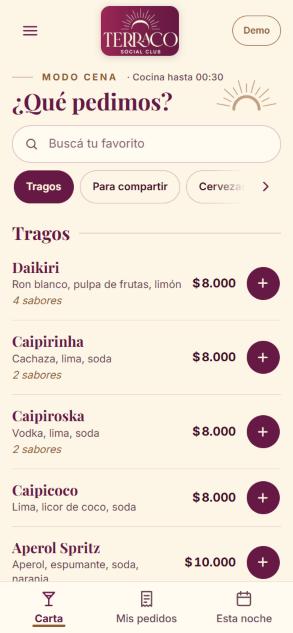 TERRACO
SOCIAL CLUB
Demo
MODO CENA · Cocina hasta 00:30
¿Qué pedimos?
Buscá tu favorito
Tragos
Para compartir
Cervezas
Tragos
Daikiri
Ron blanco, pulpa de frutas, limón
4 sabores
$8.000
Caipirinha
Cachaza, lima, soda
2 sabores
$8.000
Caipiroska
Vodka, lima, soda
2 sabores
$8.000
Caipicoco
Lima, licor de coco, soda
$8.000
Aperol Spritz
Aperol, espumante, soda,
naranja
$10.000
Carta
Mis pedidos
Esta noche